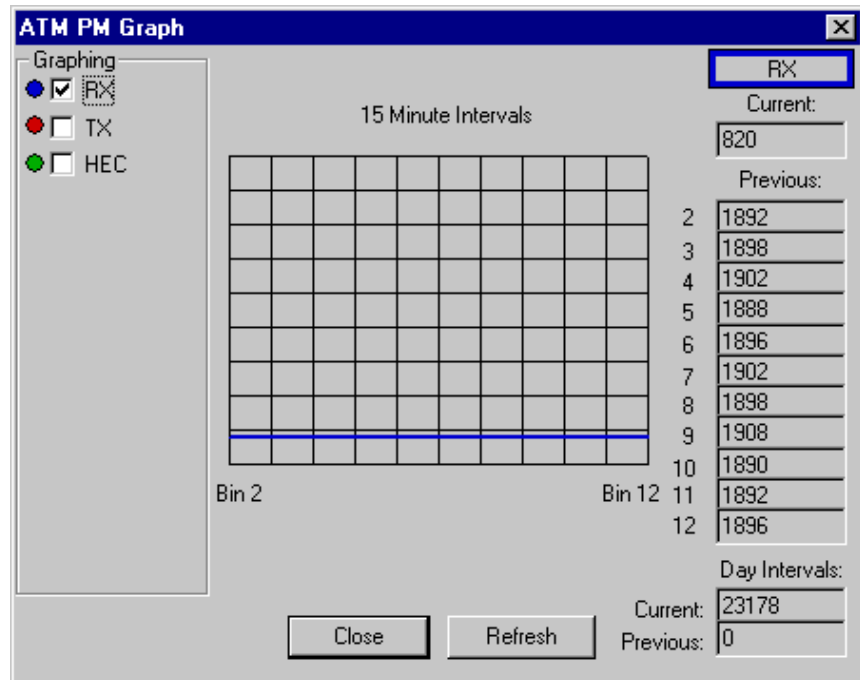 ATM PM Graph
Graphing
RX
TX
HEC
15 Minute Intervals
Bin 2
Bin 12
RX
Current:
820
Previous:
2 1892
3 1898
4 1902
5 1888
6 1896
7 1902
8 1898
9 1908
10 1890
11 1892
12 1896
Day Intervals:
Current: 23178
Previous: 0
Close
Refresh